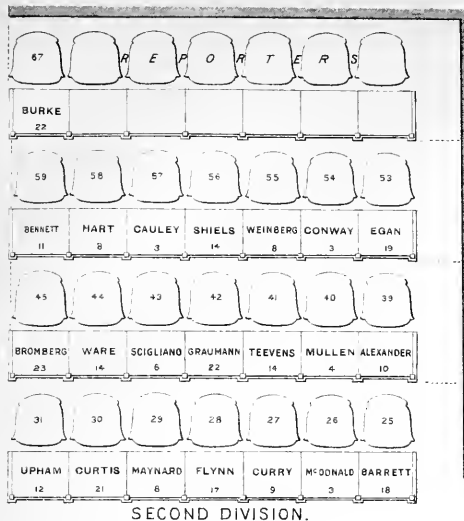 67 REPORTERS
BURKE
22
59 58 57 56 55 54 53
BENNETT HART CAULEY SHIELS WEINBERG CONWAY EGAN
11 8 3 14 8 3 19
45 44 43 42 41 40 39
BROMBERG WARE SCIGLIANO GRAUMANN TEEVENS MULLEN ALEXANDER
23 14 6 22 14 4 10
31 30 29 28 27 26 25
UPHAM CURTIS MAYNARD FLYNN CURRY McDONALD BARRETT
12 21 8 17 9 3 18
SECOND DIVISION.